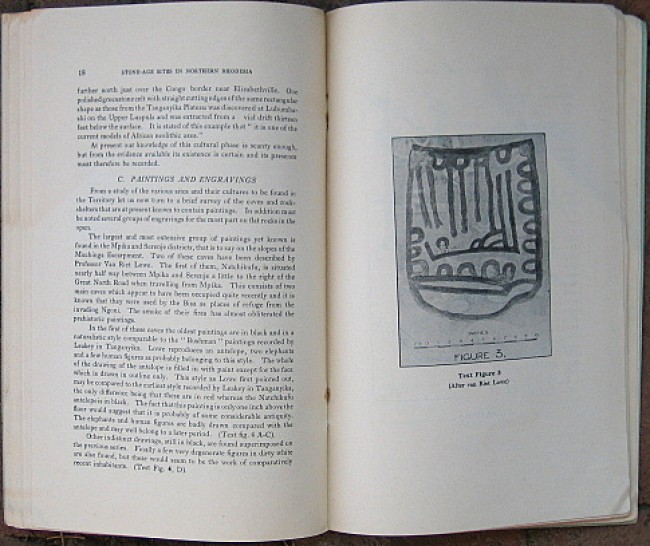 18 STONE-AGE SITES IN NORTHERN RHODESIA
further north just over the Congo border near Elizabethville. One
polished greenstone celt with straight cutting edges of the same rectangular
shape as those from the Tanganyika Plateau was discovered at Lubumba-
shi on the Upper Luapula and was extracted from a vial drift thirteen
feet below the surface. It is stated of this example that " it is one of the
current models of African neolithic axes."
At present our knowledge of this cultural phase is scanty enough,
but from the evidence available its existence is certain and its presence
must therefore be recorded.
C. PAINTINGS AND ENGRAVINGS
From a study of the various sites and their cultures to be found in
the Territory let us now turn to a brief survey of the caves and rock-
shelters that are at present known to contain paintings. In addition must
be noted several groups of engravings for the most part on flat rocks in the
open.
The largest and most extensive group of paintings yet known is
found in the Mpika and Serenje districts, that is to say on the slopes of the
Muchinga Escarpment. Two of these caves have been described by
Professor Van Riet Lowe. The first of them, Natchikufu, is situated
nearly half way between Mpika and Serenje a little to the right of the
Great North Road when travelling from Mpika. This consists of two
main caves which appear to have been occupied quite recently and it is
known that they were used by the Bisa as places of refuge from the
invading Ngoni. The smoke of their fires has almost obliterated the
prehistoric paintings.
In the first of these caves the oldest paintings are in black and in a
naturalistic style comparable to the " Bushman " paintings recorded by
Leakey in Tanganyika. Lowe reproduces an antelope, two elephants
and a few human figures as probably belonging to this style. The whole
of the drawing of the antelope is filled in with paint except for the face
which is drawn in outline only. This style as Lowe first pointed out,
may be compared to the earliest style recorded by Leakey in Tanganyika,
the only difference being that these are in red whereas the Natchikufu
antelope is in black. The fact that this painting is only one inch above the
floor would suggest that it is probably of some considerable antiquity.
The elephants and human figures are badly drawn compared with the
antelope and may well belong to a later period. (Text fig. 4 A-C).
Other indistinct drawings, still in black, are found superimposed on
the previous series. Finally a few very degenerate figures in dirty white
are also found, but these would seem to be the work of comparatively
recent inhabitants. (Text Fig. 4, D).
INCHES
FIGURE 3.
Text Figure 3
(After van Riet Lowe)